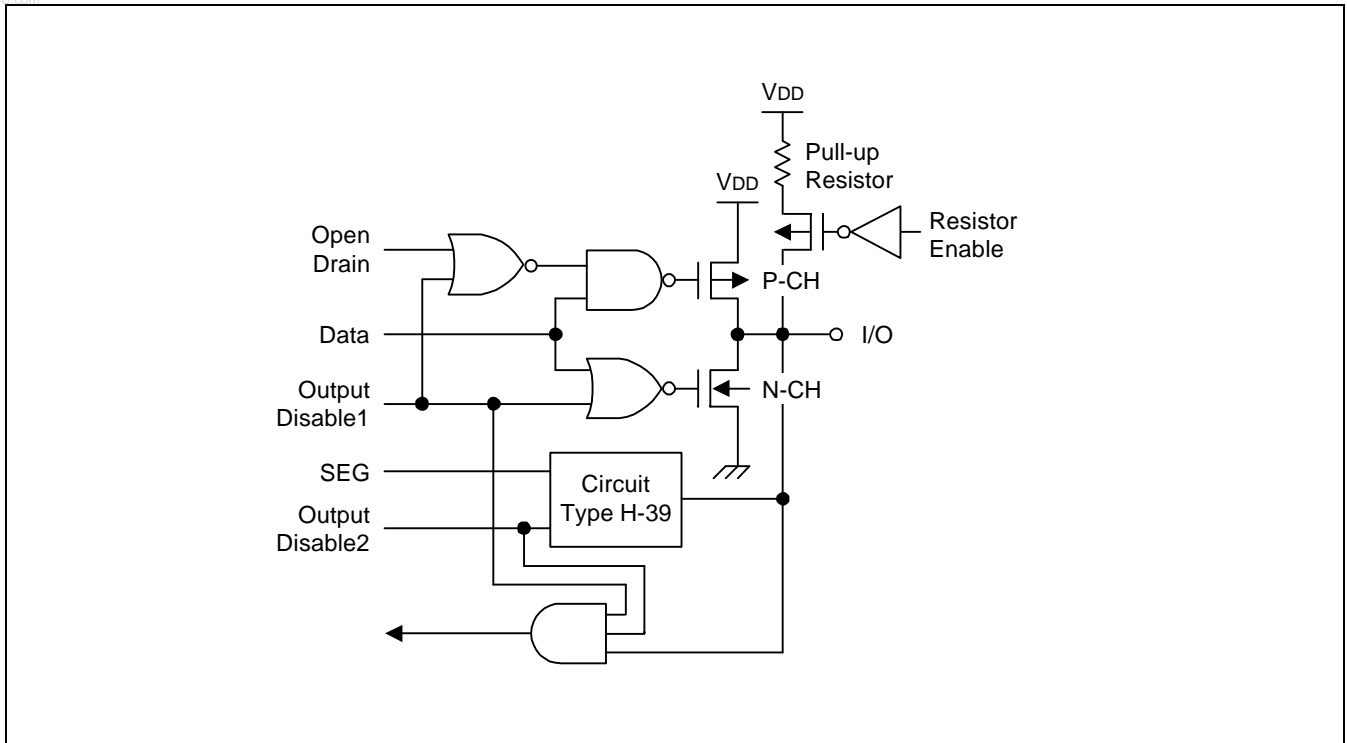 VDD
Pull-up
Resistor
VDD
Resistor
Enable
Open
Drain
P-CH
Data
I/O
Output
Disable1
N-CH
SEG
Circuit
Type H-39
Output
Disable2